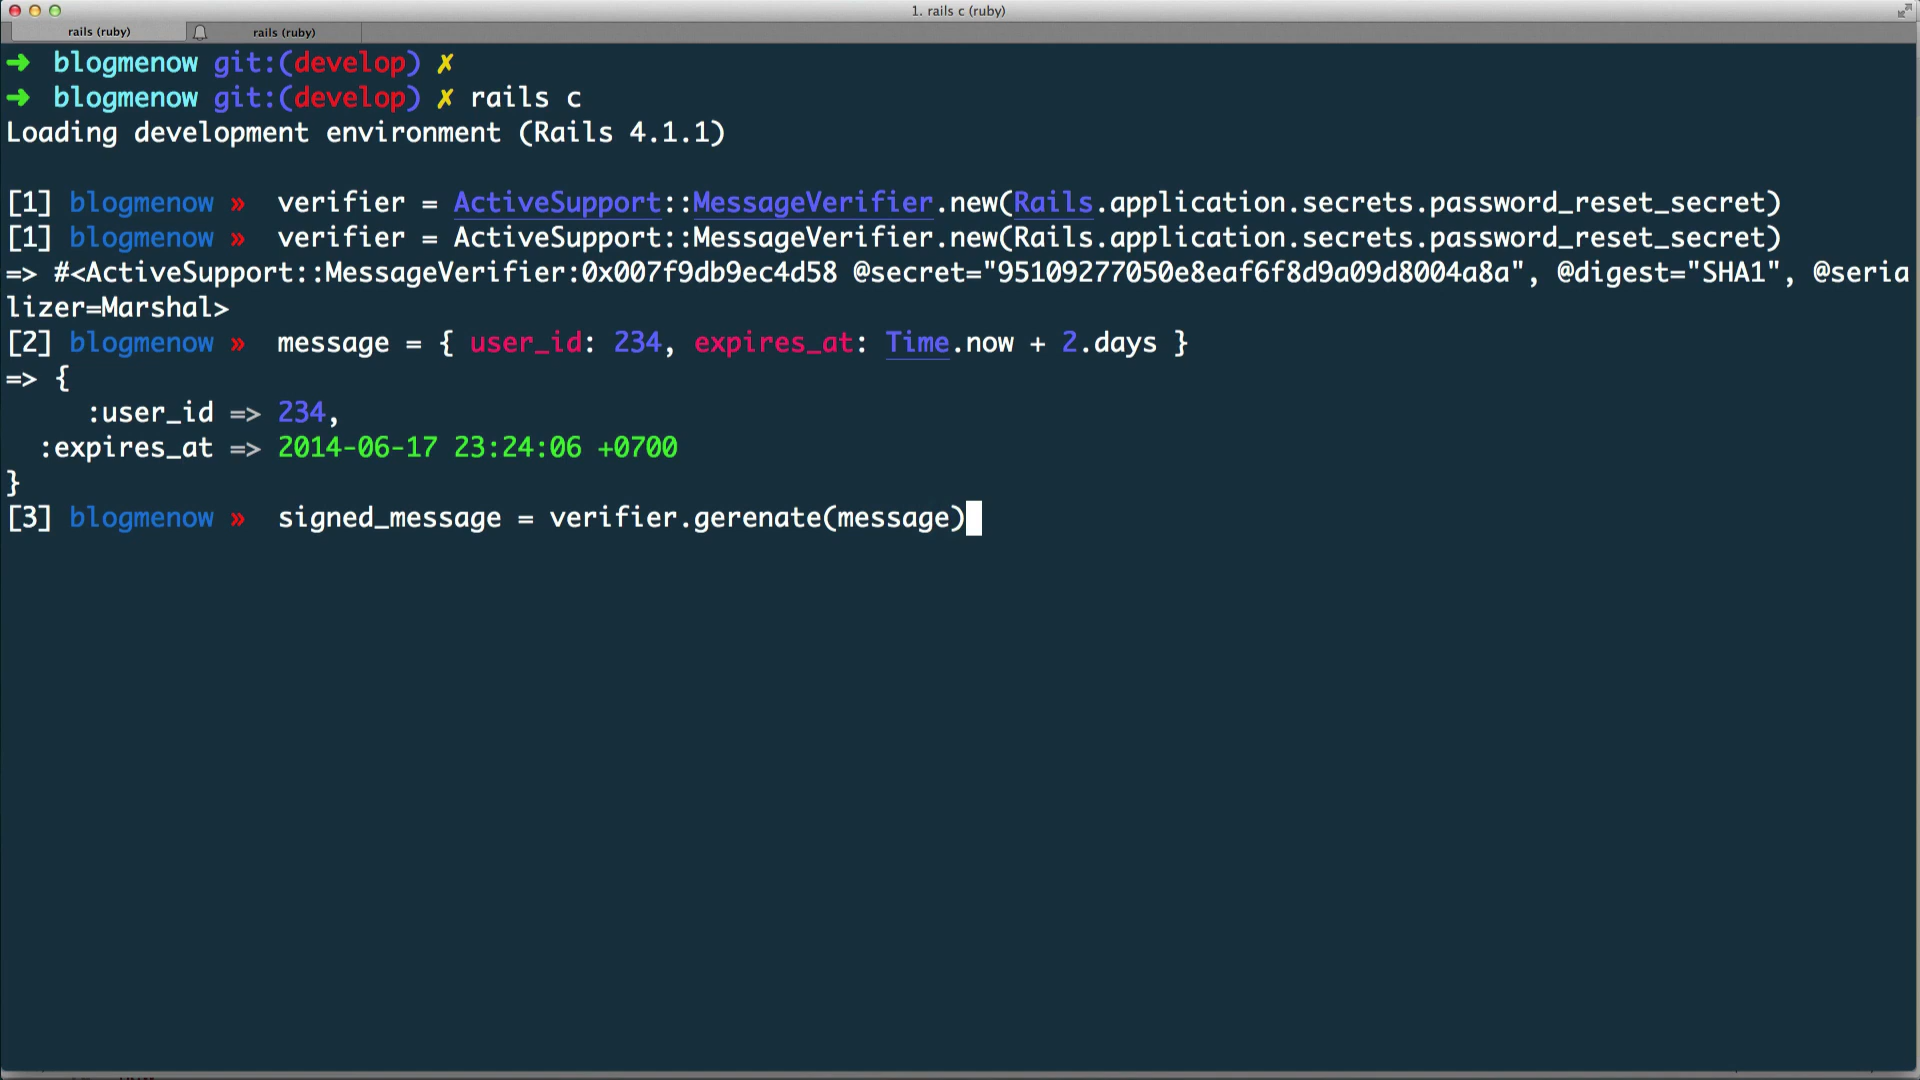 1. rails c (ruby)
rails (ruby)
rails (ruby)
➜ blogmenow git:(develop) ✗
➜ blogmenow git:(develop) ✗ rails c
Loading development environment (Rails 4.1.1)
[1] blogmenow » verifier = ActiveSupport::MessageVerifier.new(Rails.application.secrets.password_reset_secret)
[1] blogmenow » verifier = ActiveSupport::MessageVerifier.new(Rails.application.secrets.password_reset_secret)
=> #<ActiveSupport::MessageVerifier:0x007f9db9ec4d58 @secret="95109277050e8eaf6f8d9a09d8004a8a", @digest="SHA1", @seria
lizer=Marshal>
[2] blogmenow » message = { user_id: 234, expires_at: Time.now + 2.days }
=> {
:user_id => 234,
:expires_at => 2014-06-17 23:24:06 +0700
}
[3] blogmenow » signed_message = verifier.gerenate(message)